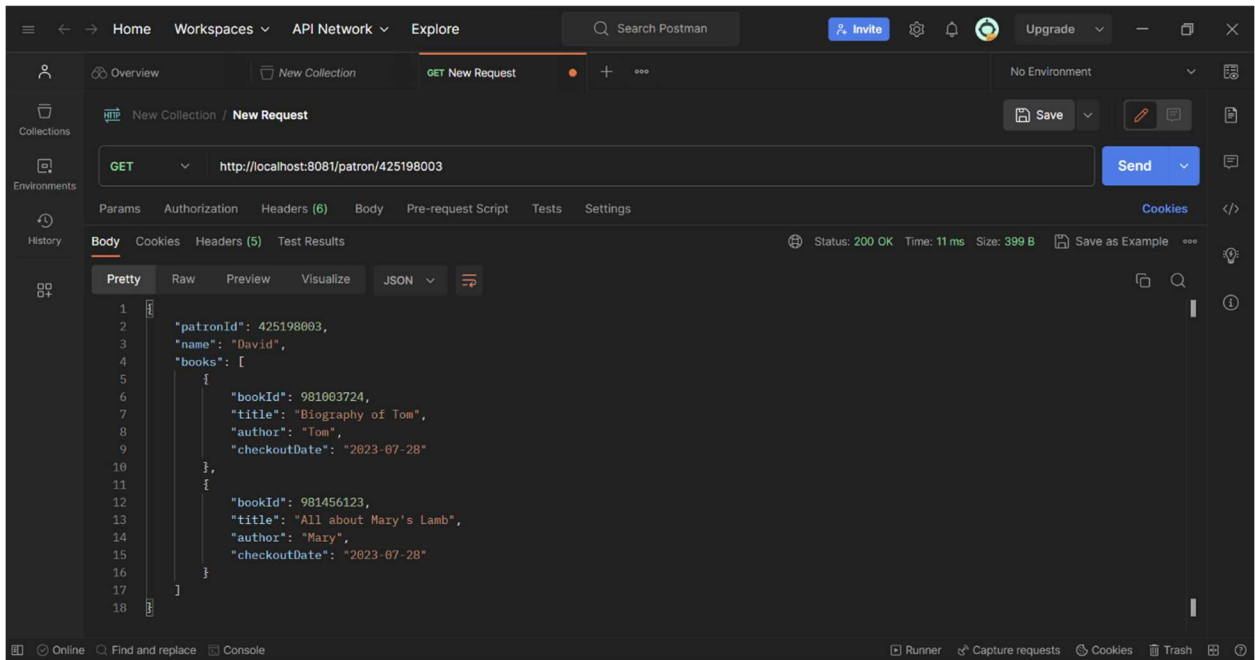 Home Workspaces API Network Explore Search Postman Invite Upgrade
Overview New Collection GET New Request No Environment
Collections
Environments
History
HTTP New Collection / New Request Save
GET http://localhost:8081/patron/425198003 Send
Params Authorization Headers (6) Body Pre-request Script Tests Settings Cookies
Body Cookies Headers (5) Test Results Status: 200 OK Time: 11 ms Size: 399 B Save as Example
Pretty Raw Preview Visualize JSON
1 {
2 "patronId": 425198003,
3 "name": "David",
4 "books": [
5 {
6 "bookId": 981003724,
7 "title": "Biography of Tom",
8 "author": "Tom",
9 "checkoutDate": "2023-07-28"
10 },
11 {
12 "bookId": 981456123,
13 "title": "All about Mary's Lamb",
14 "author": "Mary",
15 "checkoutDate": "2023-07-28"
16 }
17 ]
18 }
Online Find and replace Console Runner Capture requests Cookies Trash